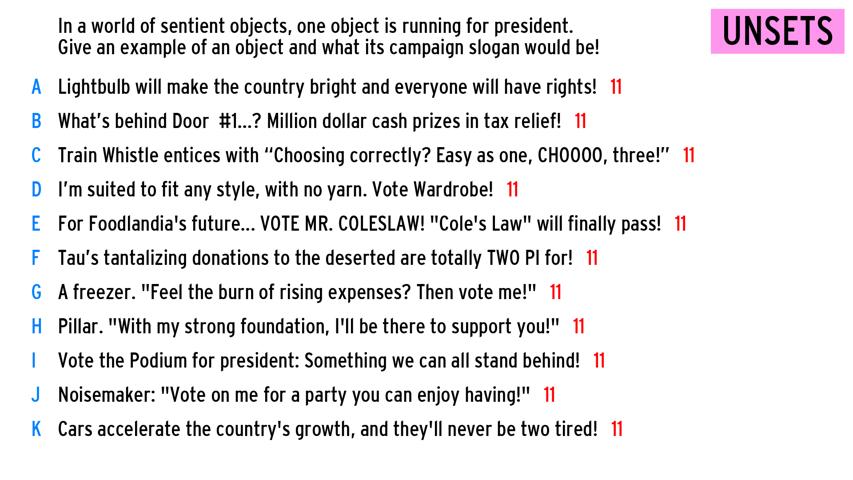 In a world of sentient objects, one object is running for president.
Give an example of an object and what its campaign slogan would be!
UNSETS
A Lightbulb will make the country bright and everyone will have rights! 11
B What's behind Door #1...? Million dollar cash prizes in tax relief! 11
C Train Whistle entices with “Choosing correctly? Easy as one, CHOOOO, three!” 11
D I'm suited to fit any style, with no yarn. Vote Wardrobe! 11
E For Foodlandia's future... VOTE MR. COLESLAW! "Cole's Law" will finally pass! 11
F Tau's tantalizing donations to the deserted are totally TWO PI for! 11
G A freezer. "Feel the burn of rising expenses? Then vote me!" 11
H Pillar. "With my strong foundation, I'll be there to support you!" 11
I Vote the Podium for president: Something we can all stand behind! 11
J Noisemaker: "Vote on me for a party you can enjoy having!" 11
K Cars accelerate the country's growth, and they'll never be two tired! 11